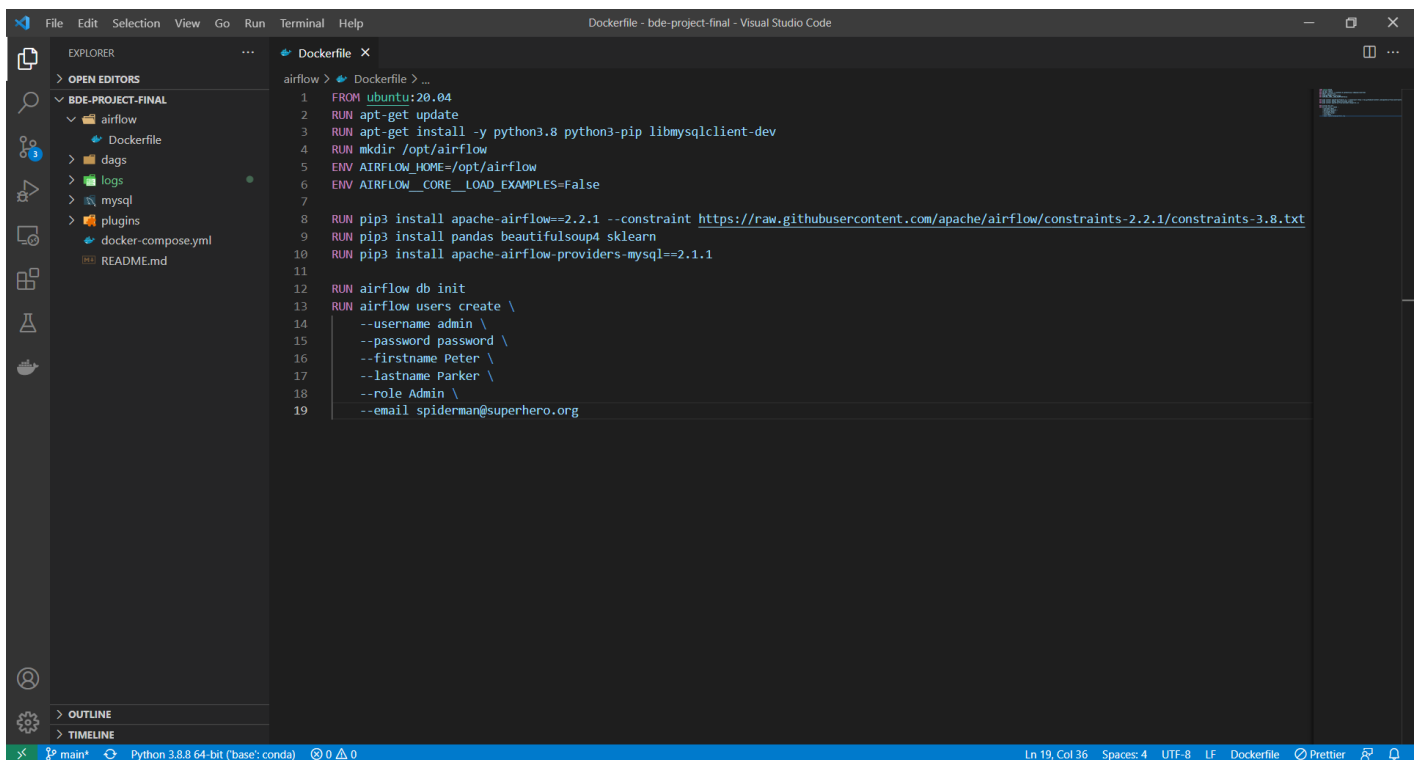 File Edit Selection View Go Run Terminal Help Dockerfile - bde-project-final - Visual Studio Code
EXPLORER
OPEN EDITORS
BDE-PROJECT-FINAL
airflow
Dockerfile
dags
logs
mysql
plugins
docker-compose.yml
README.md
OUTLINE
TIMELINE
3
Dockerfile
airflow > Dockerfile > ...
1 FROM ubuntu:20.04
2 RUN apt-get update
3 RUN apt-get install -y python3.8 python3-pip libmysqlclient-dev
4 RUN mkdir /opt/airflow
5 ENV AIRFLOW_HOME=/opt/airflow
6 ENV AIRFLOW__CORE__LOAD_EXAMPLES=False
7
8 RUN pip3 install apache-airflow==2.2.1 --constraint https://raw.githubusercontent.com/apache/airflow/constraints-2.2.1/constraints-3.8.txt
9 RUN pip3 install pandas beautifulsoup4 sklearn
10 RUN pip3 install apache-airflow-providers-mysql==2.1.1
11
12 RUN airflow db init
13 RUN airflow users create \
14 --username admin \
15 --password password \
16 --firstname Peter \
17 --lastname Parker \
18 --role Admin \
19 --email spiderman@superhero.org
main* Python 3.8.8 64-bit ('base': conda) 0 0 Ln 19, Col 36 Spaces: 4 UTF-8 LF Dockerfile Prettier